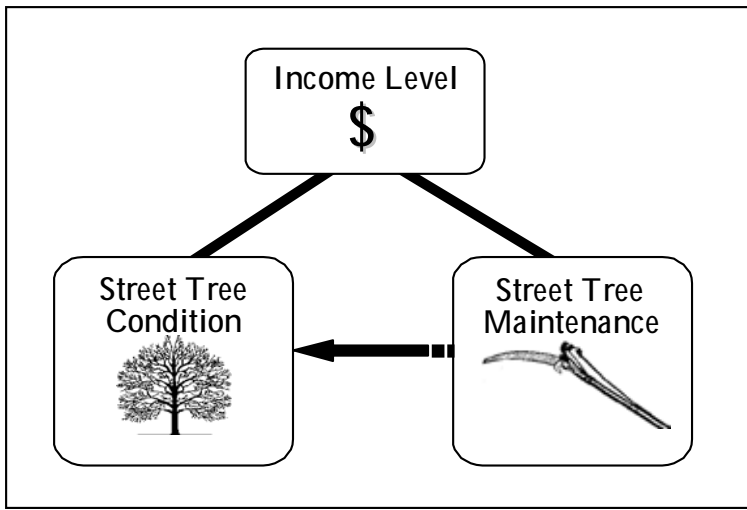 Income Level
$
Street Tree
Condition
Street Tree
Maintenance